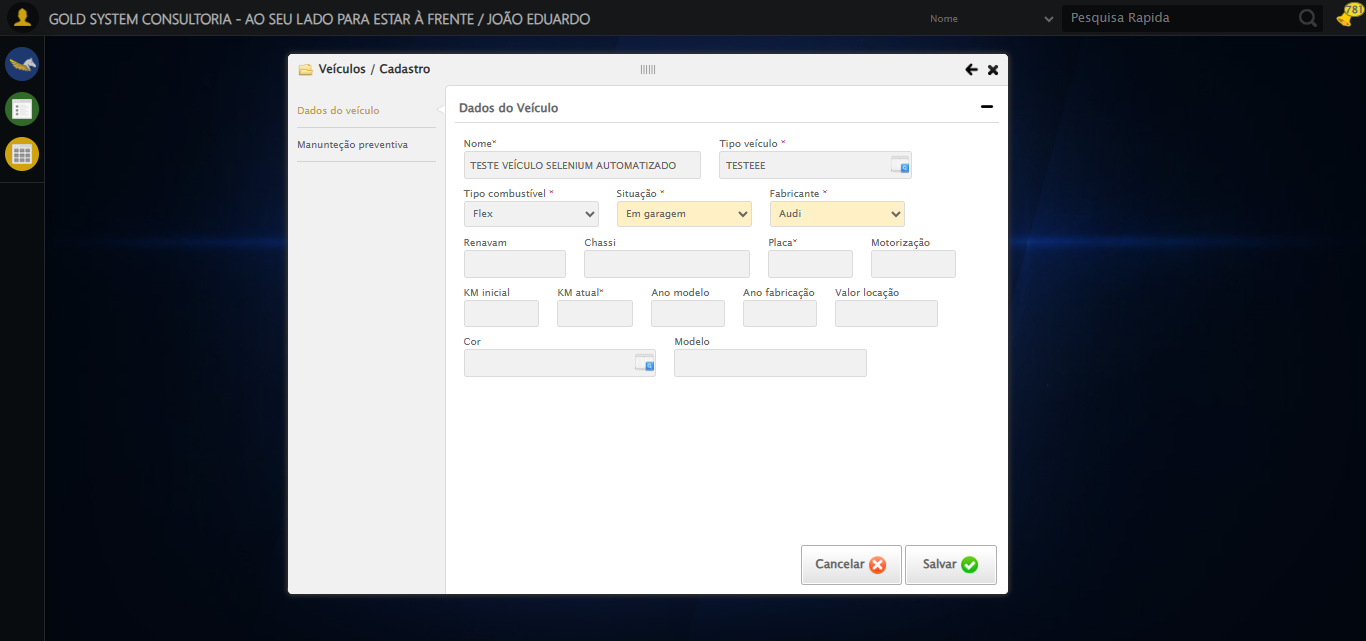 GOLD SYSTEM CONSULTORIA - AO SEU LADO PARA ESTAR À FRENTE / JOÃO EDUARDO
Nome
Pesquisa Rapida
781
Veículos / Cadastro
Dados do veículo
Manunteção preventiva
Dados do Veículo
Nome* Tipo veículo *
TESTE VEÍCULO SELENIUM AUTOMATIZADO TESTEEE
Tipo combustível * Situação * Fabricante *
Flex Em garagem Audi
Renavam Chassi Placa* Motorização
KM inicial KM atual* Ano modelo Ano fabricação Valor locação
Cor Modelo
Cancelar Salvar